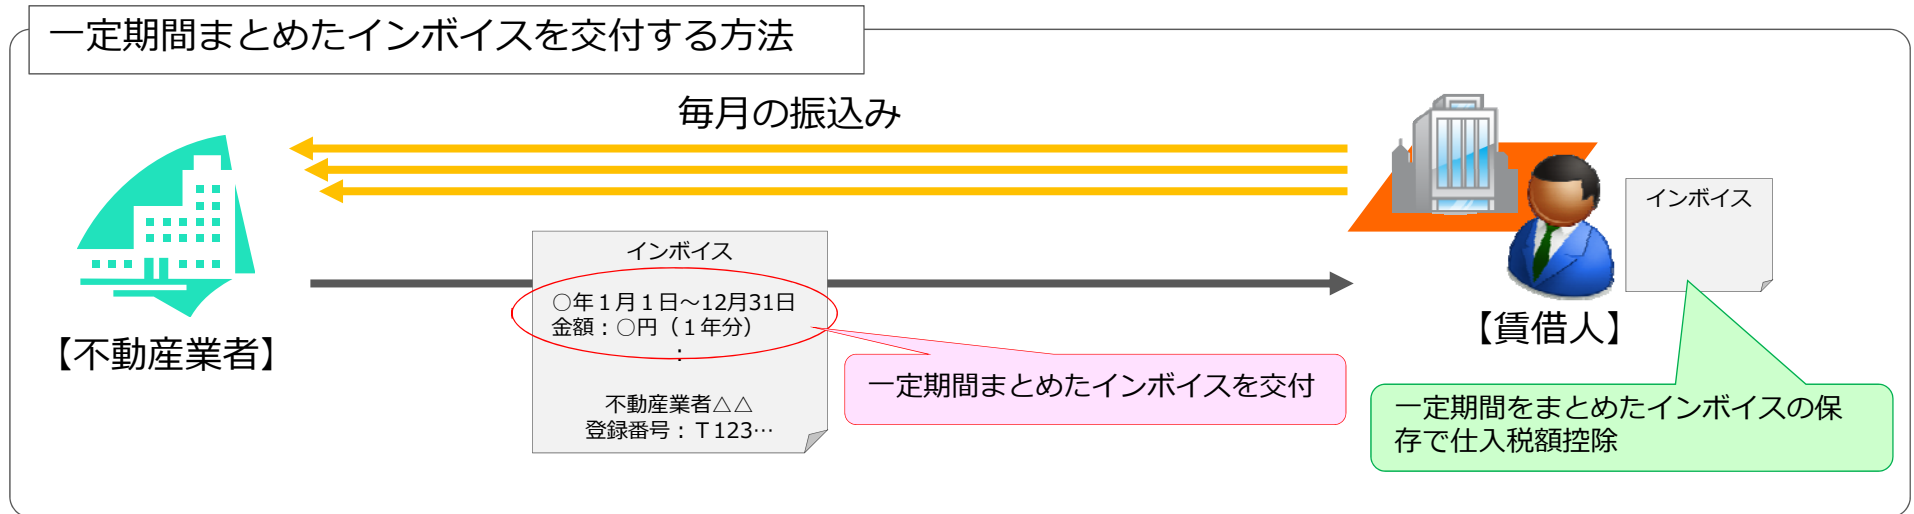 一定期間まとめたインボイスを交付する方法
毎月の振込み
インボイス
インボイス
○年１月１日～12月31日
金額：○円（１年分）
：
不動産業者△△
登録番号：Ｔ123…
【不動産業者】
【賃借人】
一定期間まとめたインボイスを交付
一定期間をまとめたインボイスの保
存で仕入税額控除